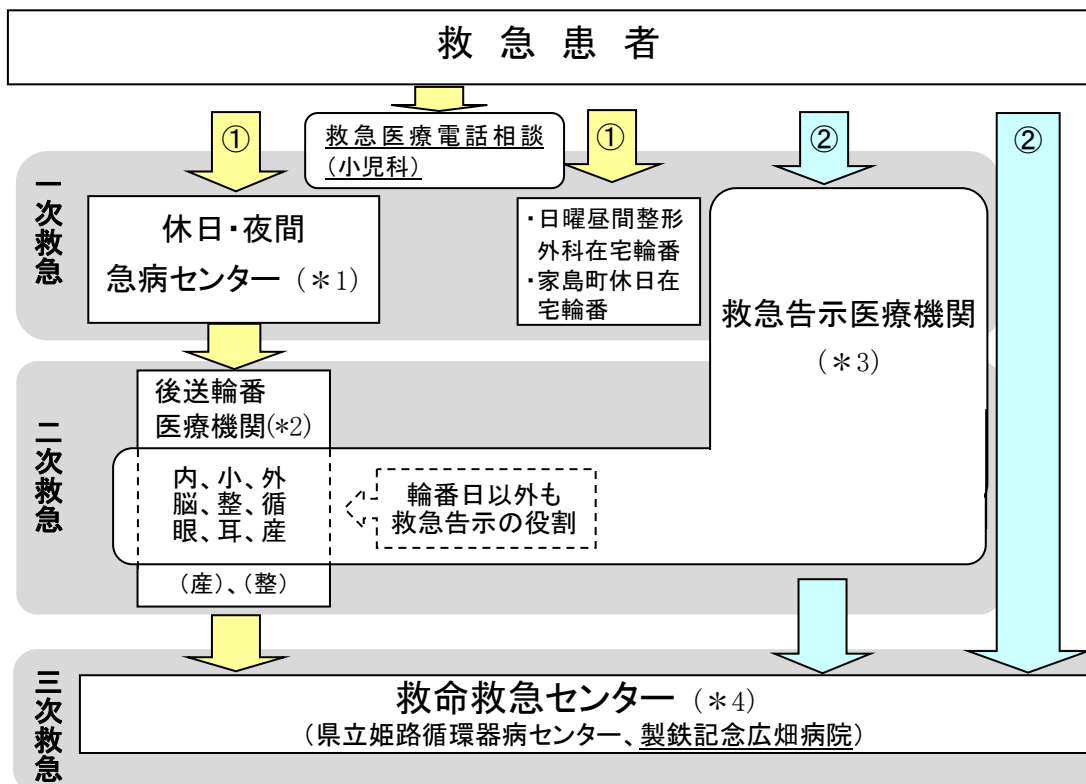 救急患者
①
救急医療電話相談
（小児科）
①
②
②
一次救急
休日・夜間
急病センター（＊1）
・日曜昼間整形
外科在宅輪番
・家島町休日在
宅輪番
救急告示医療機関
（＊3）
二次救急
後送輪番
医療機関(*2)
内、小、外
脳、整、循
眼、耳、産
輪番日以外も
救急告示の役割
（産）、（整）
三次救急
救命救急センター（＊4）
（県立姫路循環器病センター、製鉄記念広畑病院）